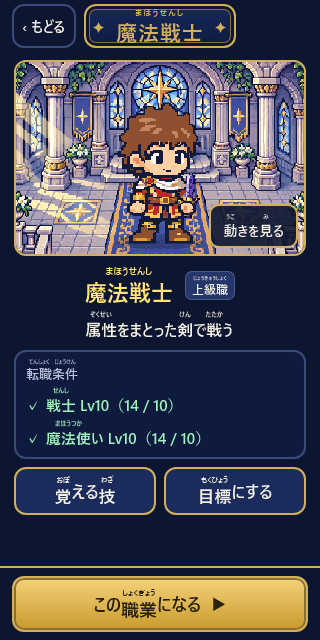 ‹ もどる
まほうせんし
✦ 魔法戦士 ✦
うご み
動きを見る
まほうせんし じょうきゅうしょく
魔法戦士 上級職
ぞくせい けん たたか
属性をまとった剣で戦う
てんしょく じょうけん
転職条件
せんし
✓ 戦士 Lv10（14 / 10）
まほうつか
✓ 魔法使い Lv10（14 / 10）
おぼ わざ
覚える技
もくひょう
目標にする
しょくぎょう
この職業になる ▶